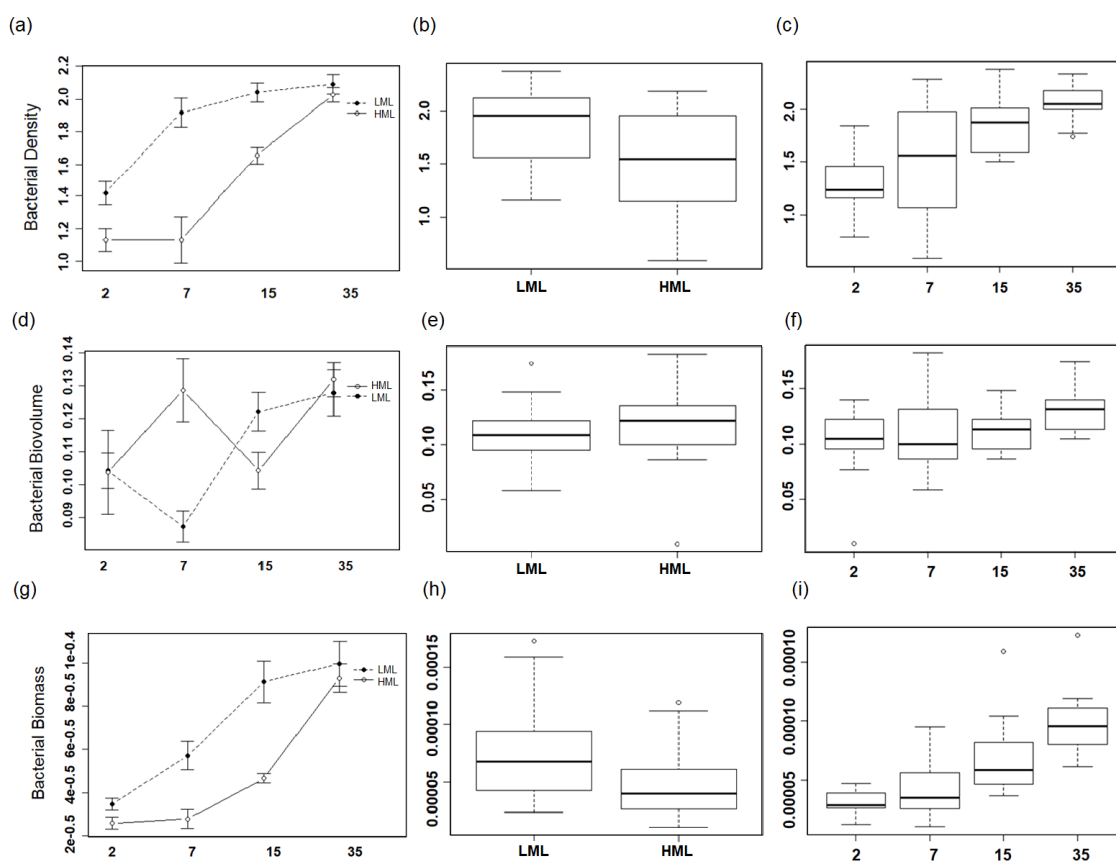 (a)
Bacterial Density
2.2
2.0
1.8
1.6
1.4
1.2
1.0
LML
HML
2 7 15 35
(b)
2.0
1.5
1.0
LML HML
(c)
2.0
1.5
1.0
2 7 15 35
(d)
Bacterial Biovolume
0.14
0.13
0.12
0.11
0.10
0.09
HML
LML
2 7 15 35
(e)
0.15
0.10
0.05
LML HML
(f)
0.15
0.10
0.05
2 7 15 35
(g)
Bacterial Biomass
1e-0.4
8e-0.5
6e-0.5
4e-0.5
2e-0.5
LML
HML
2 7 15 35
(h)
0.00015
0.00010
0.00005
LML HML
(i)
0.00010
0.00010
0.00005
2 7 15 35